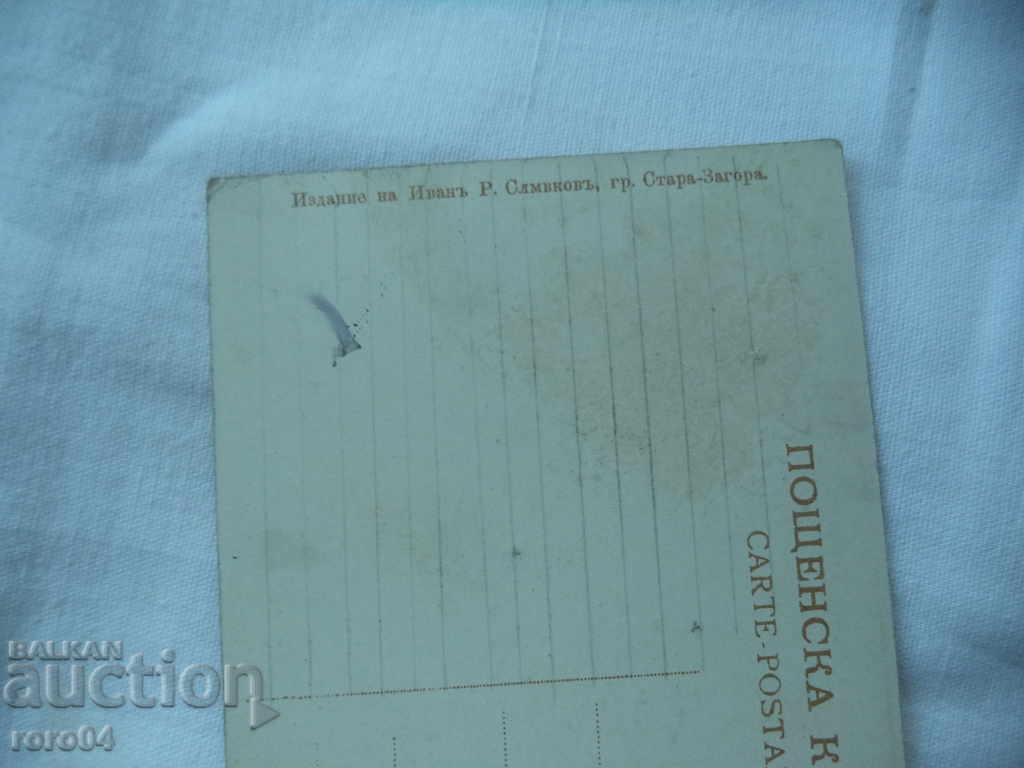 Издание на Иванъ Р. Слмвковъ, гр. Стара-Загора.
ПОЩЕНСКА К
CARTE-POSTA
BALKAN
auction
roro04